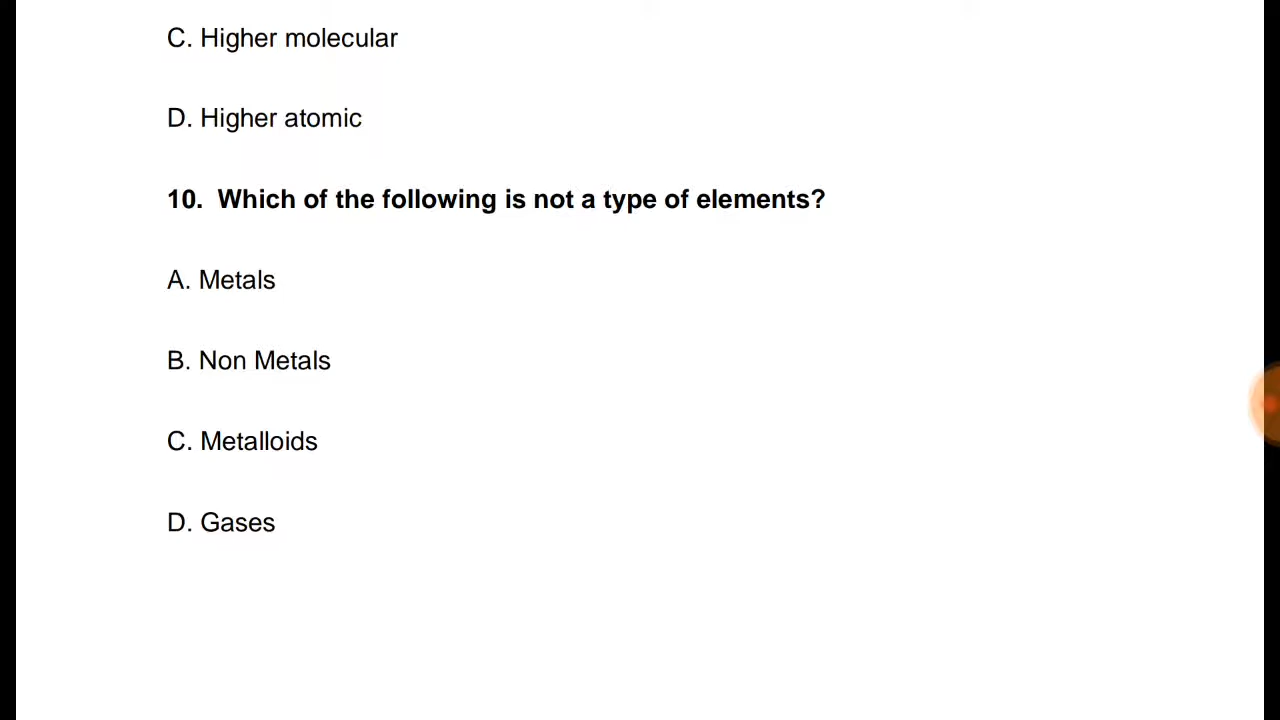 C. Higher molecular
D. Higher atomic
10. Which of the following is not a type of elements?
A. Metals
B. Non Metals
C. Metalloids
D. Gases